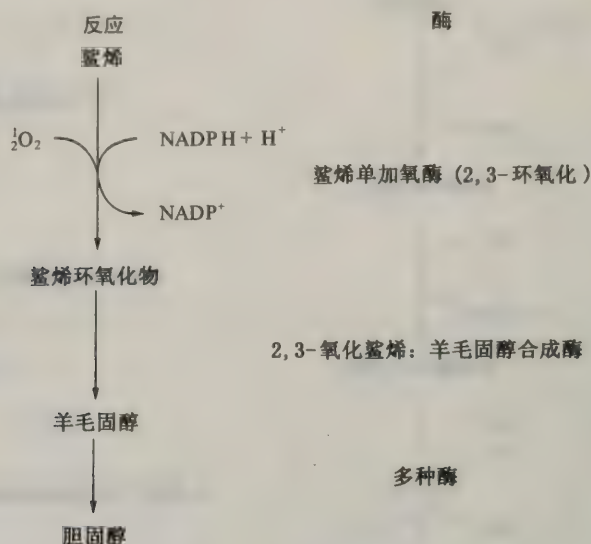 反应
酶
鲨烯
½O₂
NADPH + H⁺
鲨烯单加氧酶 (2,3-环氧化)
NADP⁺
鲨烯环氧化物
2,3-氧化鲨烯: 羊毛固醇合成酶
羊毛固醇
多种酶
胆固醇